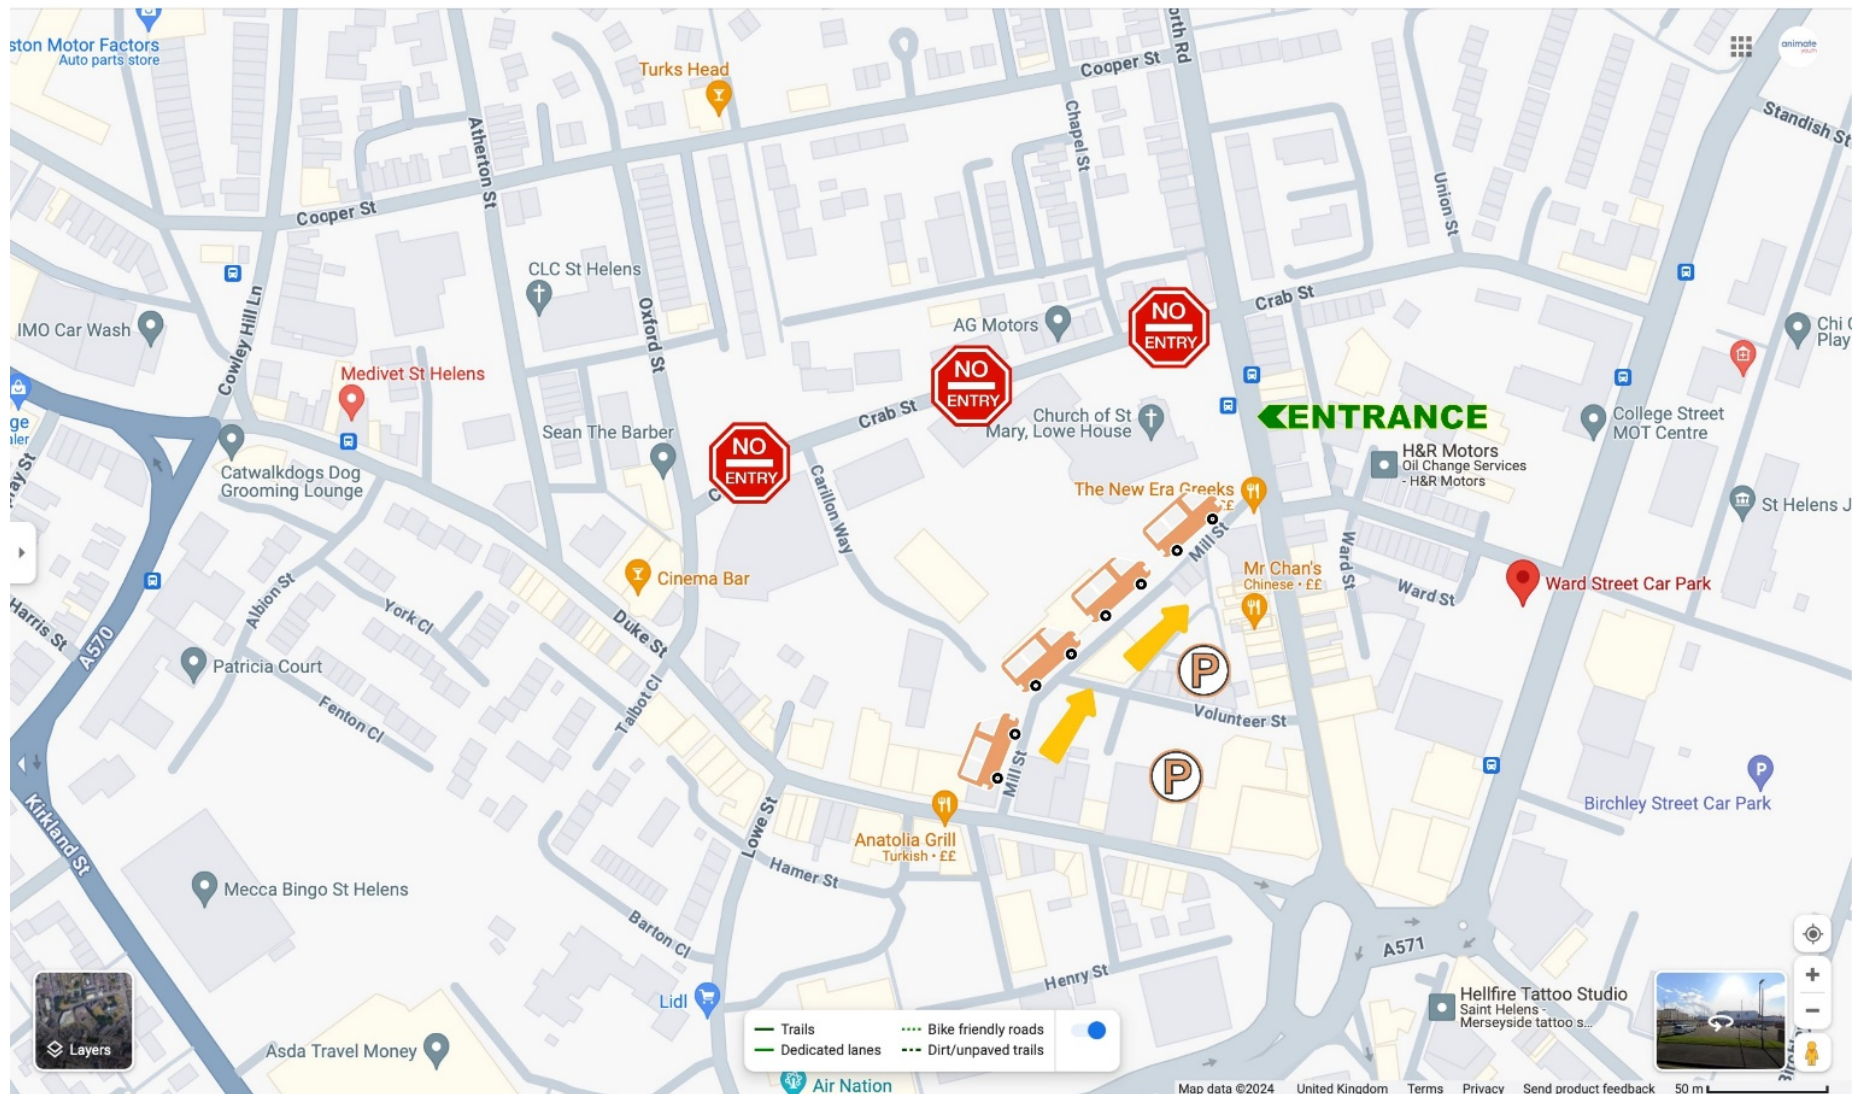 ston Motor Factors
Auto parts store
Turks Head
orth Rd
Cooper St
animate
youth
Standish St
Atherton St
Chapel St
Union St
Cooper St
CLC St Helens
IMO Car Wash
Cowley Hill Ln
Oxford St
AG Motors
NO
ENTRY
Crab St
Chi C
Play
Medivet St Helens
NO
ENTRY
Crab St
Church of St
Mary, Lowe House
ENTRANCE
College Street
MOT Centre
ge
aler
Sean The Barber
NO
ENTRY
H&R Motors
Oil Change Services
- H&R Motors
Catwalkdogs Dog
Grooming Lounge
Carillon Way
The New Era Greeks
££
St Helens J
ray St
Mill St
Ward St
Mr Chan's
Chinese · ££
Cinema Bar
Ward St
Ward Street Car Park
Albion St
York Cl
Duke St
Harris St
A570
Patricia Court
P
Talbot Cl
Fenton Cl
Volunteer St
Mill St
P
P
Birchley Street Car Park
Kirkland St
Lowe St
Anatolia Grill
Turkish · ££
Hamer St
Mecca Bingo St Helens
Barton Cl
A571
Henry St
Lidl
Hellfire Tattoo Studio
Saint Helens -
Merseyside tattoo s...
Trails
Bike friendly roads
Dedicated lanes
Dirt/unpaved trails
Layers
Asda Travel Money
Air Nation
Map data ©2024 United Kingdom Terms Privacy Send product feedback 50 m